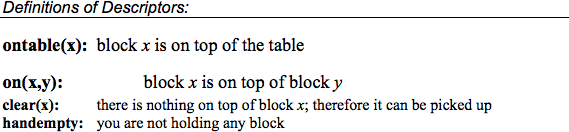 Definitions of Descriptors:
ontable(x): block x is on top of the table
on(x,y): block x is on top of block y
clear(x): there is nothing on top of block x; therefore it can be picked up
handempty: you are not holding any block